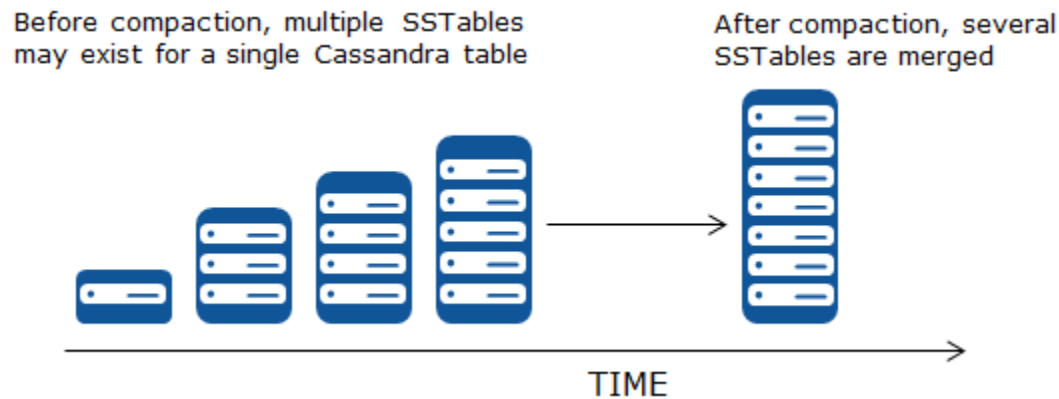 Before compaction, multiple SSTables
may exist for a single Cassandra table
After compaction, several
SSTables are merged
TIME